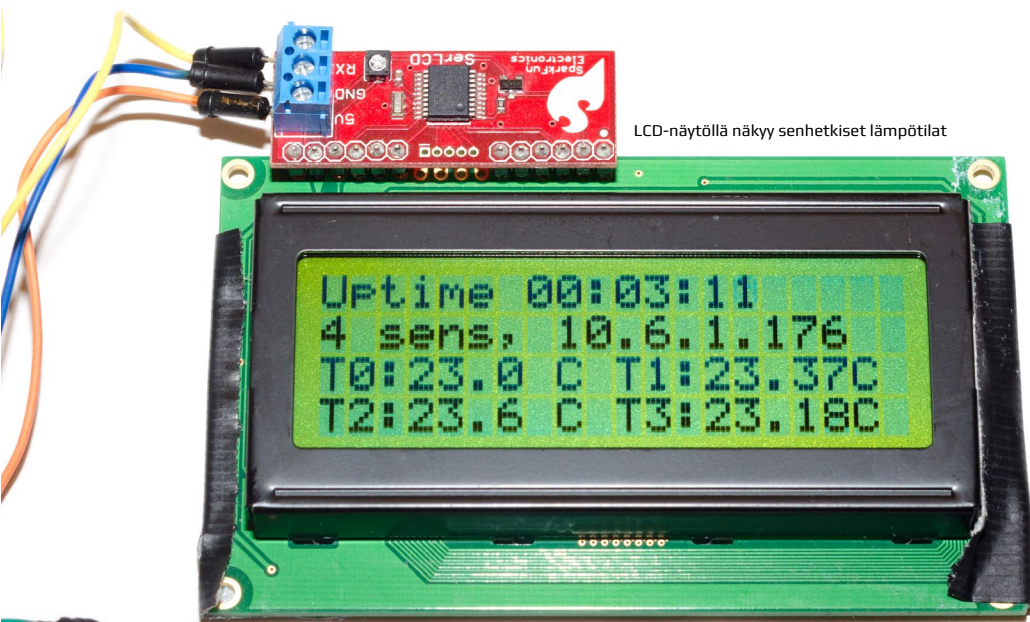 SerLCD
SparkFun
Electronics
RX
GND
5V
LCD-näytöllä näkyy senhetkiset lämpötilat
Uptime 00:03:11
4 sens, 10.6.1.176
T0:23.0 C T1:23.37C
T2:23.6 C T3:23.18C